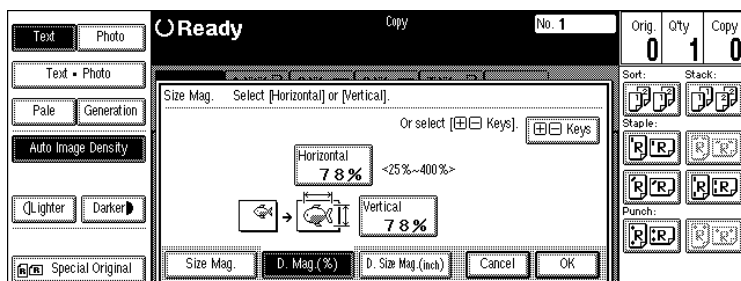 Text
Photo
Text • Photo
Pale
Generation
Auto Image Density
Lighter
Darker
Special Original
Ready
Copy
No. 1
Size Mag. Select [Horizontal] or [Vertical].
Or select [⊞⊟ Keys].
⊞⊟ Keys
Horizontal
78%
<25%~400%>
Vertical
78%
Size Mag.
D. Mag.(%)
D. Size Mag.(inch)
Cancel
OK
Orig. Q'ty Copy
0 1 0
Sort: Stack:
Staple:
Punch: